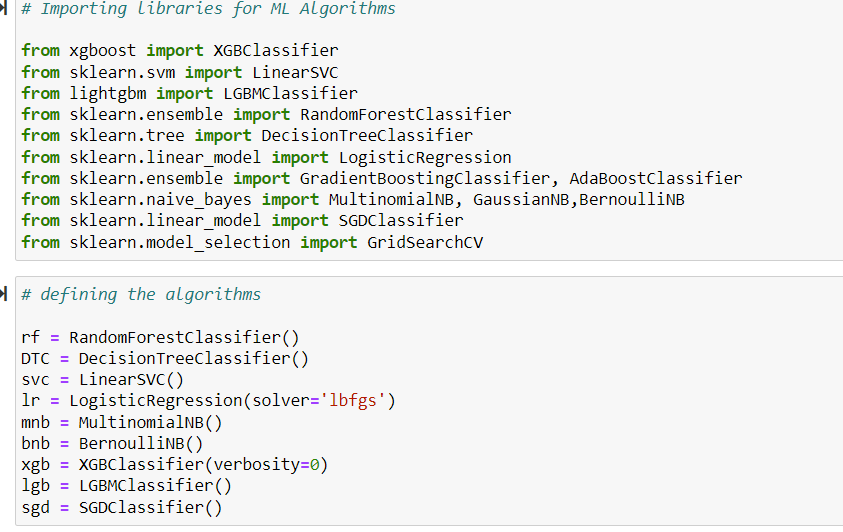 # Importing libraries for ML Algorithms
from xgboost import XGBClassifier
from sklearn.svm import LinearSVC
from lightgbm import LGBMClassifier
from sklearn.ensemble import RandomForestClassifier
from sklearn.tree import DecisionTreeClassifier
from sklearn.linear_model import LogisticRegression
from sklearn.ensemble import GradientBoostingClassifier, AdaBoostClassifier
from sklearn.naive_bayes import MultinomialNB, GaussianNB,BernoulliNB
from sklearn.linear_model import SGDClassifier
from sklearn.model_selection import GridSearchCV
# defining the algorithms
rf = RandomForestClassifier()
DTC = DecisionTreeClassifier()
svc = LinearSVC()
lr = LogisticRegression(solver='lbfgs')
mnb = MultinomialNB()
bnb = BernoulliNB()
xgb = XGBClassifier(verbosity=0)
lgb = LGBMClassifier()
sgd = SGDClassifier()